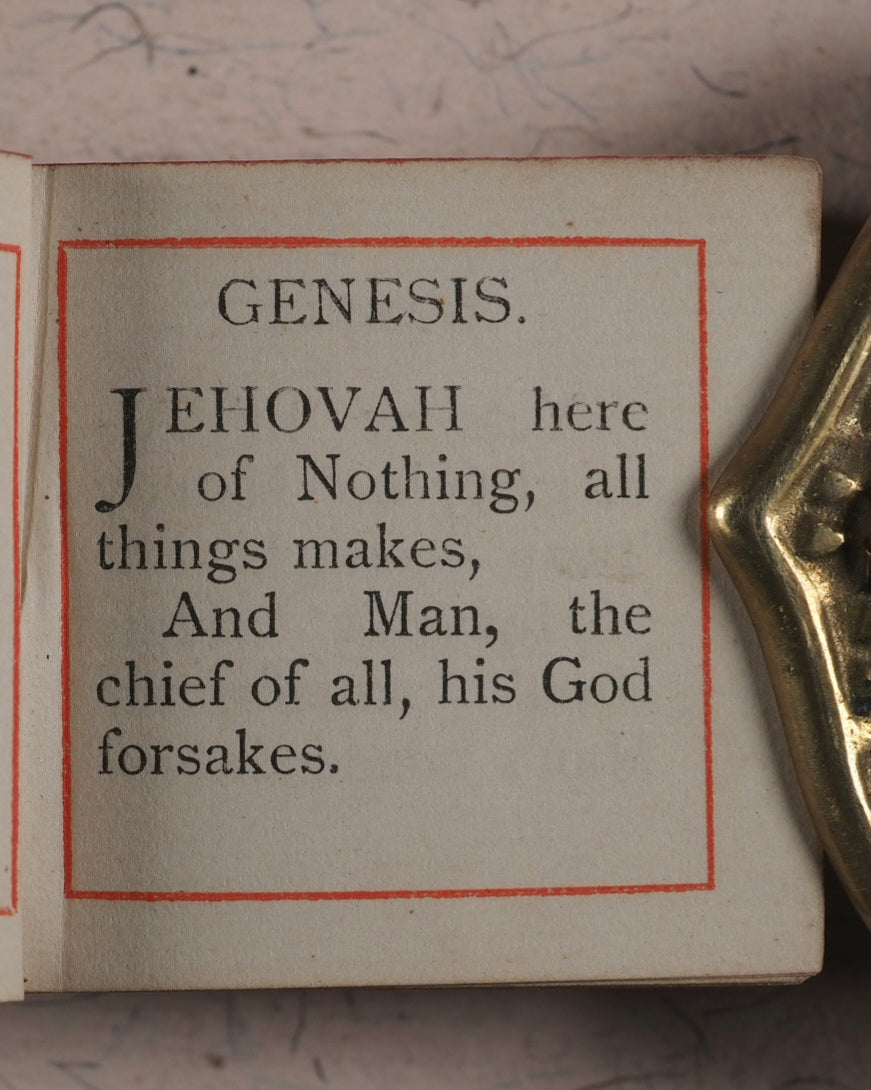 GENESIS.
JEHOVAH here
of Nothing, all
things makes,
And Man, the
chief of all, his God
forsakes.